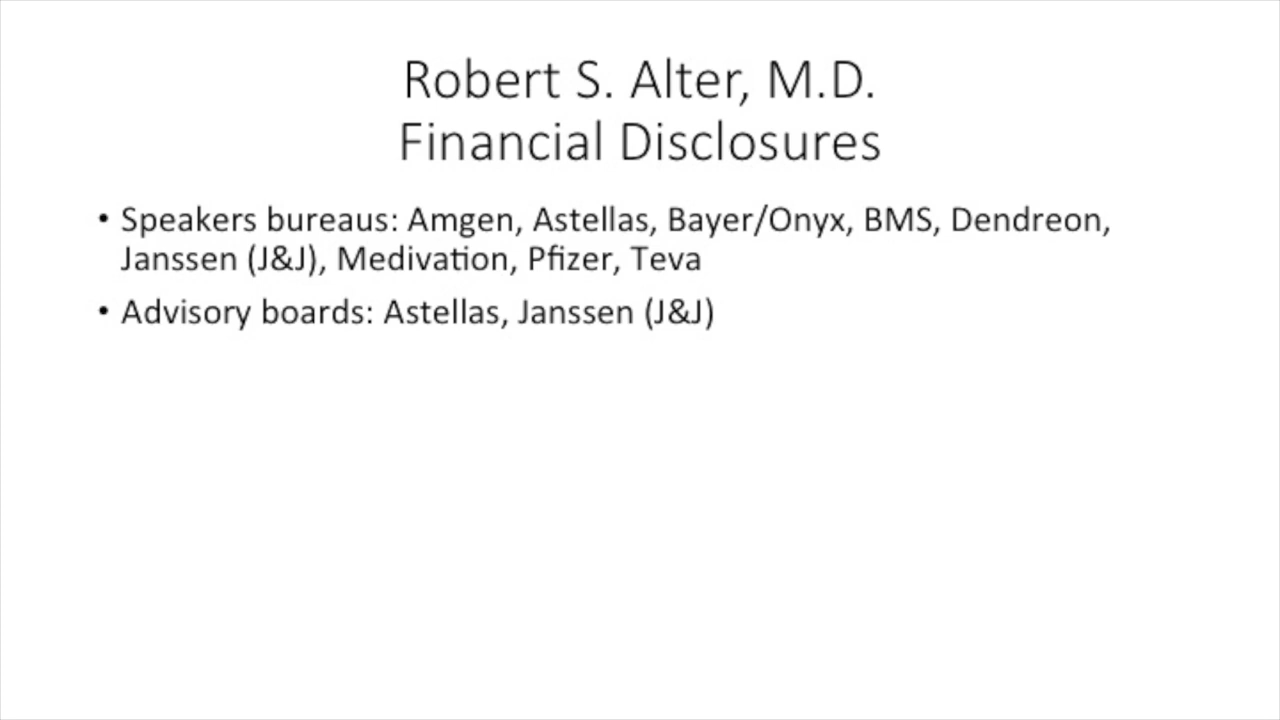 Robert S. Alter, M.D.
Financial Disclosures
• Speakers bureaus: Amgen, Astellas, Bayer/Onyx, BMS, Dendreon,
Janssen (J&J), Medivation, Pfizer, Teva
• Advisory boards: Astellas, Janssen (J&J)